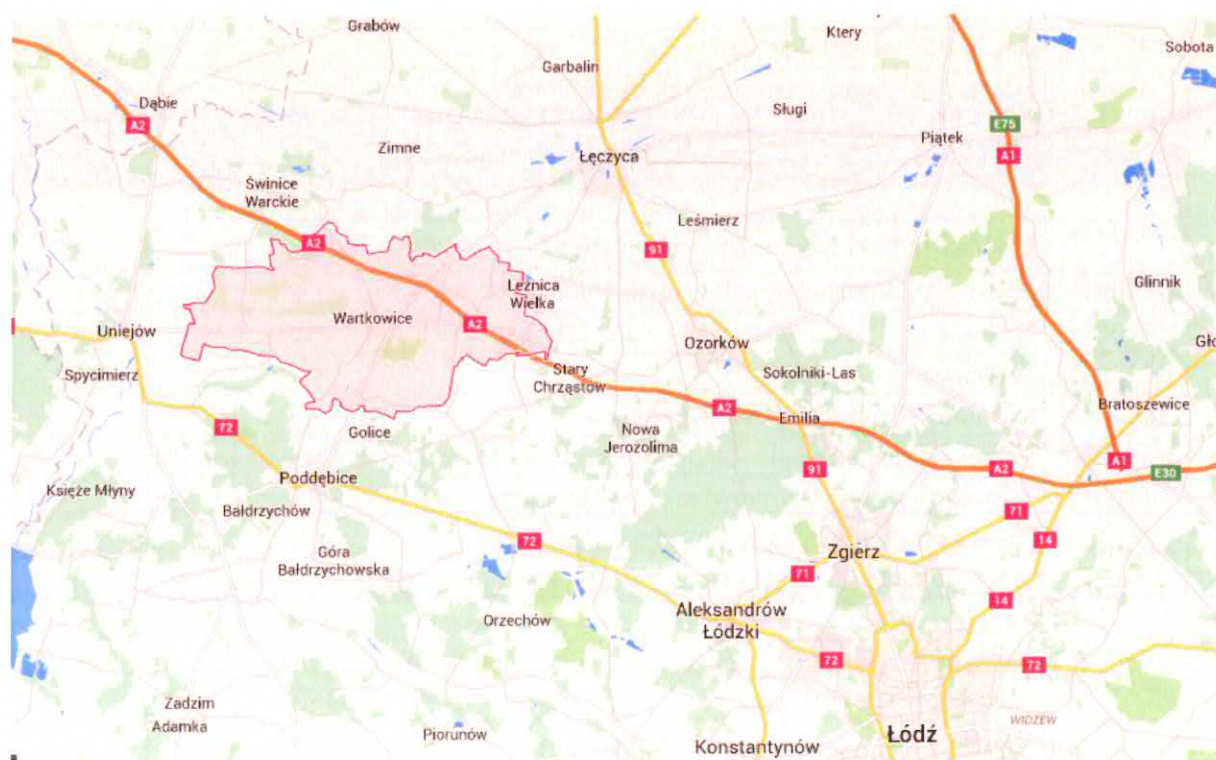 Grabów
Ktery
Sobota
Garbalin
Dąbie
Sługi
E75
A2
Piątek
A1
Zimne
Łęczyca
Świnice
Warckie
Leśmierz
A2
91
Leźnica
Wielka
Glinnik
Wartkowice
A2
Uniejów
Ozorków
Gło
Spycimierz
Stary
Chrząstów
Sokolniki-Las
A2
Bratoszewice
Emilia
72
Golice
Nowa
Jerozolima
A1
91
A2
E30
Poddębice
Księże Młyny
Bałdrzychów
71
72
14
Góra
Bałdrzychowska
Zgierz
71
14
Orzechów
Aleksandrów
Łódzki
72
72
Zadzim
Adamka
WIDZEW
Piorunów
Łódź
Konstantynów